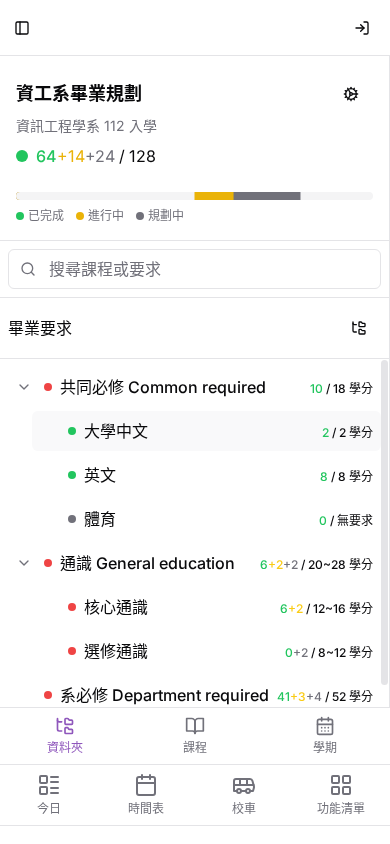 資工系畢業規劃
資訊工程學系 112 入學
64+14+24 / 128
已完成 進行中 規劃中
搜尋課程或要求
畢業要求
共同必修 Common required 10 / 18 學分
大學中文 2 / 2 學分
英文 8 / 8 學分
體育 0 / 無要求
通識 General education 6+2+2 / 20~28 學分
核心通識 6+2 / 12~16 學分
選修通識 0+2 / 8~12 學分
系必修 Department required 41+3+4 / 52 學分
資料夾 課程 學期
今日 時間表 校車 功能清單